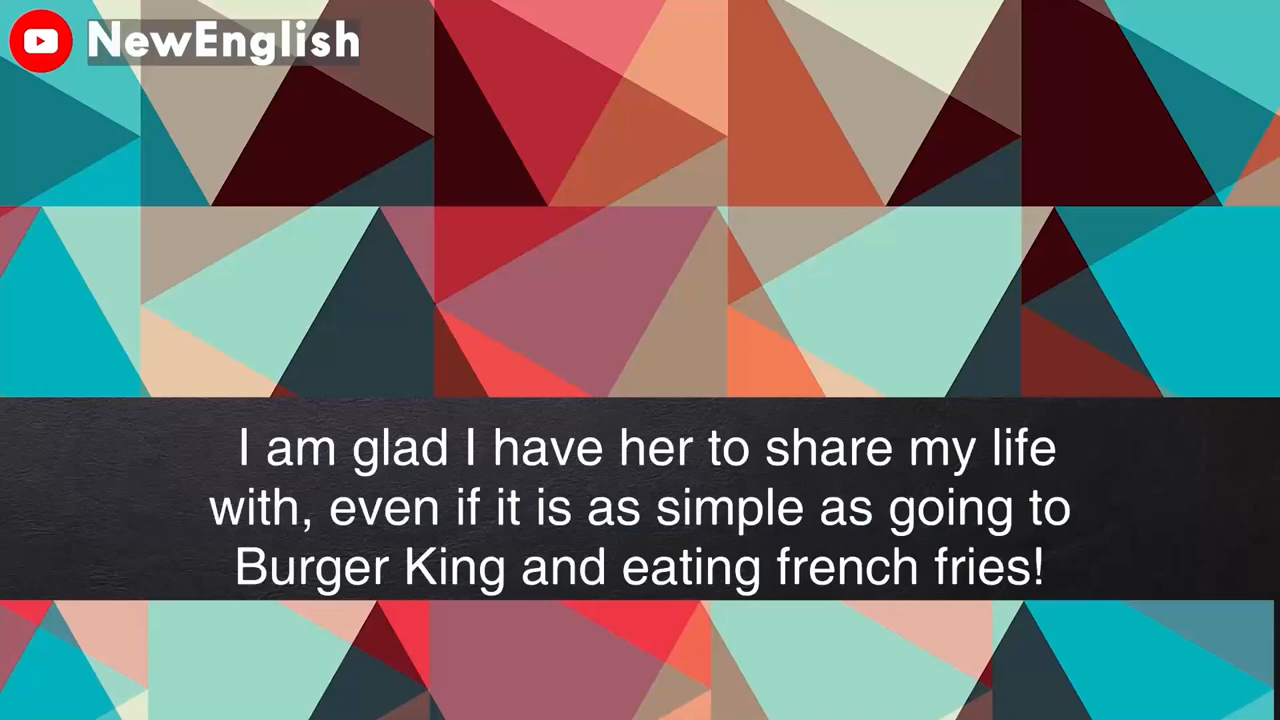 NewEnglish
I am glad I have her to share my life
with, even if it is as simple as going to
Burger King and eating french fries!